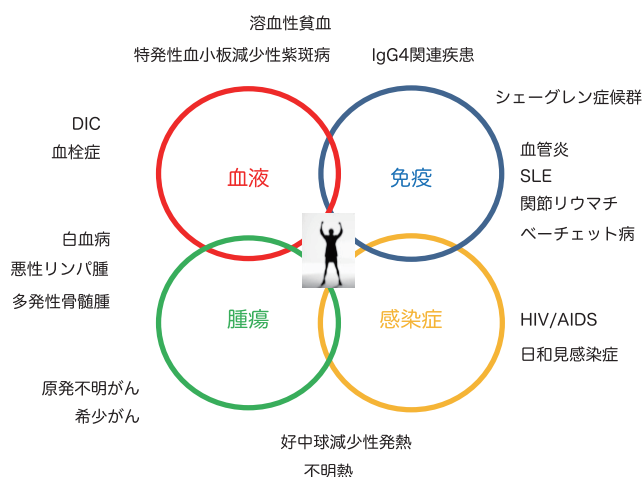 溶血性貧血
特発性血小板減少性紫斑病
IgG4関連疾患
シェーグレン症候群
DIC
血栓症
血管炎
SLE
関節リウマチ
ベーチェット病
血液
免疫
白血病
悪性リンパ腫
多発性骨髄腫
腫瘍
感染症
HIV/AIDS
日和見感染症
原発不明がん
希少がん
好中球減少性発熱
不明熱